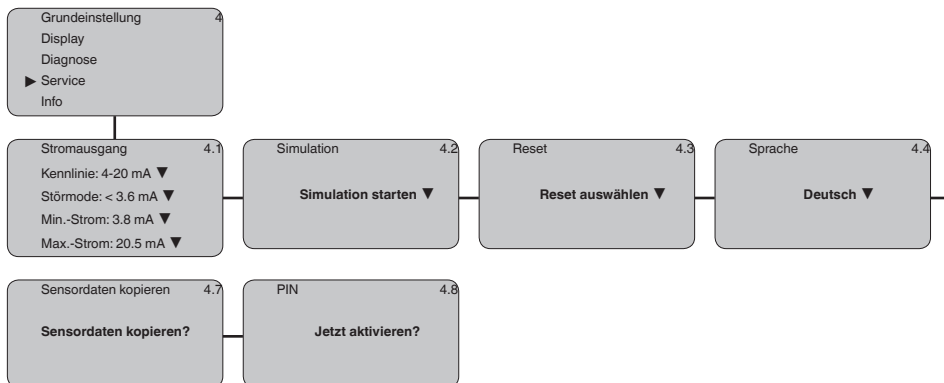 Grundeinstellung 4
Display
Diagnose
▶ Service
Info
Stromausgang 4.1
Kennlinie: 4-20 mA ▼
Störmode: < 3.6 mA ▼
Min.-Strom: 3.8 mA ▼
Max.-Strom: 20.5 mA ▼
Simulation 4.2
Simulation starten ▼
Reset 4.3
Reset auswählen ▼
Sprache 4.4
Deutsch ▼
Sensordaten kopieren 4.7
Sensordaten kopieren?
PIN 4.8
Jetzt aktivieren?